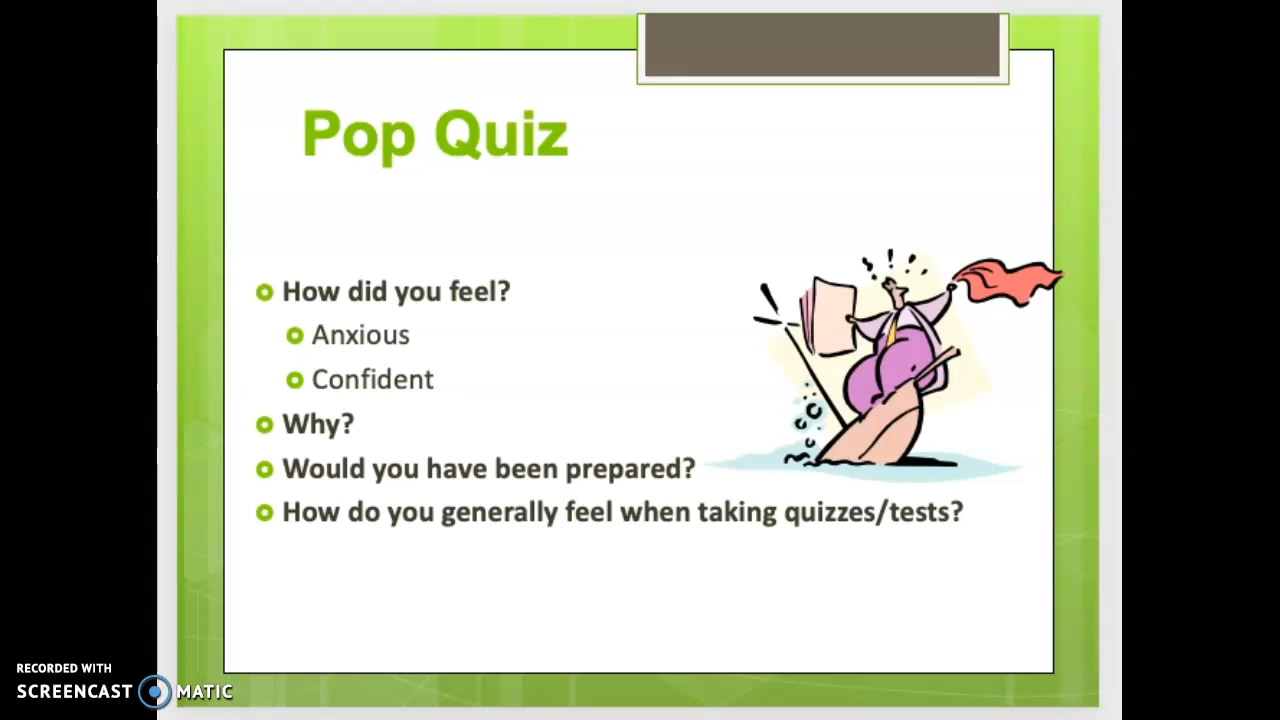 Pop Quiz
How did you feel?
Anxious
Confident
Why?
Would you have been prepared?
How do you generally feel when taking quizzes/tests?
RECORDED WITH
SCREENCAST MATIC